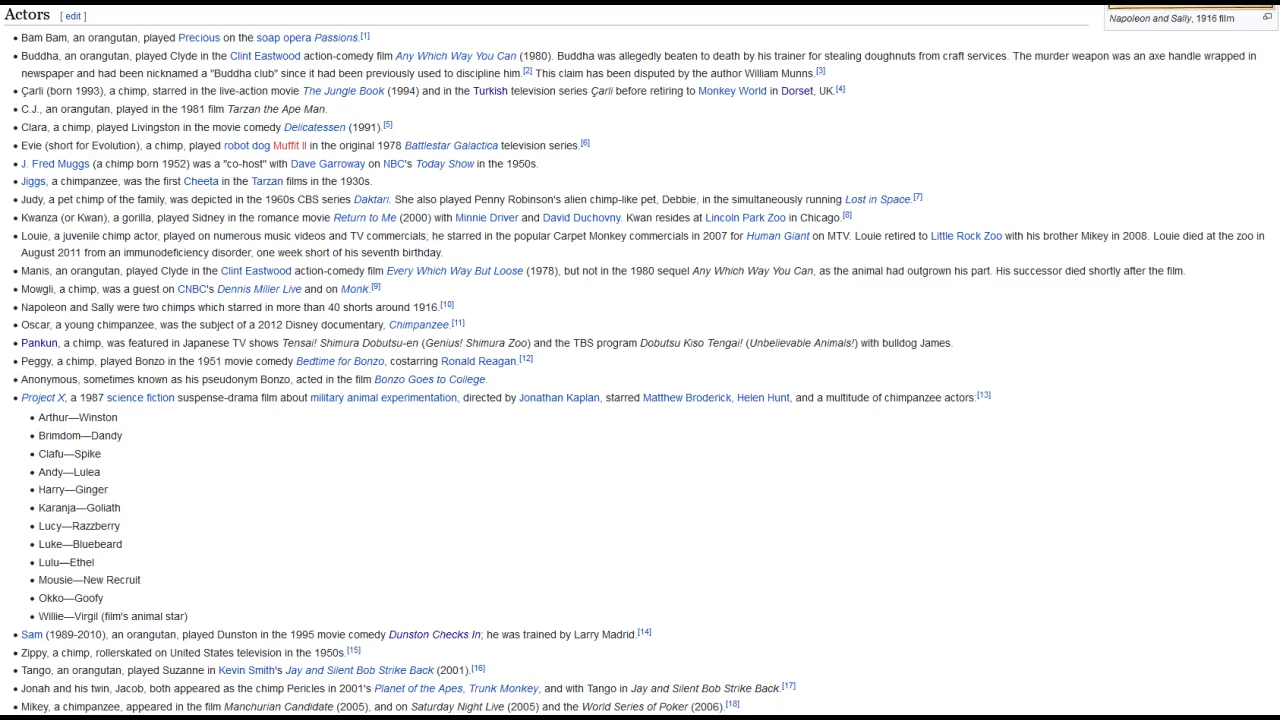 Actors [ edit ]
Napoleon and Sally, 1916 film
• Bam Bam, an orangutan, played Precious on the soap opera Passions.[1]
• Buddha, an orangutan, played Clyde in the Clint Eastwood action-comedy film Any Which Way You Can (1980). Buddha was allegedly beaten to death by his trainer for stealing doughnuts from craft services. The murder weapon was an axe handle wrapped in
newspaper and had been nicknamed a "Buddha club" since it had been previously used to discipline him.[2] This claim has been disputed by the author William Munns.[3]
• Çarli (born 1993), a chimp, starred in the live-action movie The Jungle Book (1994) and in the Turkish television series Çarli before retiring to Monkey World in Dorset, UK.[4]
• C.J., an orangutan, played in the 1981 film Tarzan the Ape Man.
• Clara, a chimp, played Livingston in the movie comedy Delicatessen (1991).[5]
• Evie (short for Evolution), a chimp, played robot dog Muffit II in the original 1978 Battlestar Galactica television series.[6]
• J. Fred Muggs (a chimp born 1952) was a "co-host" with Dave Garroway on NBC's Today Show in the 1950s.
• Jiggs, a chimpanzee, was the first Cheeta in the Tarzan films in the 1930s.
• Judy, a pet chimp of the family, was depicted in the 1960s CBS series Daktari. She also played Penny Robinson's alien chimp-like pet, Debbie, in the simultaneously running Lost in Space.[7]
• Kwanza (or Kwan), a gorilla, played Sidney in the romance movie Return to Me (2000) with Minnie Driver and David Duchovny. Kwan resides at Lincoln Park Zoo in Chicago.[8]
• Louie, a juvenile chimp actor, played on numerous music videos and TV commercials; he starred in the popular Carpet Monkey commercials in 2007 for Human Giant on MTV. Louie retired to Little Rock Zoo with his brother Mikey in 2008. Louie died at the zoo in
August 2011 from an immunodeficiency disorder, one week short of his seventh birthday.
• Manis, an orangutan, played Clyde in the Clint Eastwood action-comedy film Every Which Way But Loose (1978), but not in the 1980 sequel Any Which Way You Can, as the animal had outgrown his part. His successor died shortly after the film.
• Mowgli, a chimp, was a guest on CNBC's Dennis Miller Live and on Monk.[9]
• Napoleon and Sally were two chimps which starred in more than 40 shorts around 1916.[10]
• Oscar, a young chimpanzee, was the subject of a 2012 Disney documentary, Chimpanzee.[11]
• Pankun, a chimp, was featured in Japanese TV shows Tensai! Shimura Dobutsu-en (Genius! Shimura Zoo) and the TBS program Dobutsu Kiso Tengai! (Unbelievable Animals!) with bulldog James.
• Peggy, a chimp, played Bonzo in the 1951 movie comedy Bedtime for Bonzo, costarring Ronald Reagan.[12]
• Anonymous, sometimes known as his pseudonym Bonzo, acted in the film Bonzo Goes to College.
• Project X, a 1987 science fiction suspense-drama film about military animal experimentation, directed by Jonathan Kaplan, starred Matthew Broderick, Helen Hunt, and a multitude of chimpanzee actors:[13]
• Arthur—Winston
• Brimdom—Dandy
• Clafu—Spike
• Andy—Lulea
• Harry—Ginger
• Karanja—Goliath
• Lucy—Razzberry
• Luke—Bluebeard
• Lulu—Ethel
• Mousie—New Recruit
• Okko—Goofy
• Willie—Virgil (film's animal star)
• Sam (1989-2010), an orangutan, played Dunston in the 1995 movie comedy Dunston Checks In; he was trained by Larry Madrid.[14]
• Zippy, a chimp, rollerskated on United States television in the 1950s.[15]
• Tango, an orangutan, played Suzanne in Kevin Smith's Jay and Silent Bob Strike Back (2001).[16]
• Jonah and his twin, Jacob, both appeared as the chimp Pericles in 2001's Planet of the Apes, Trunk Monkey, and with Tango in Jay and Silent Bob Strike Back.[17]
• Mikey, a chimpanzee, appeared in the film Manchurian Candidate (2005), and on Saturday Night Live (2005) and the World Series of Poker (2006).[18]